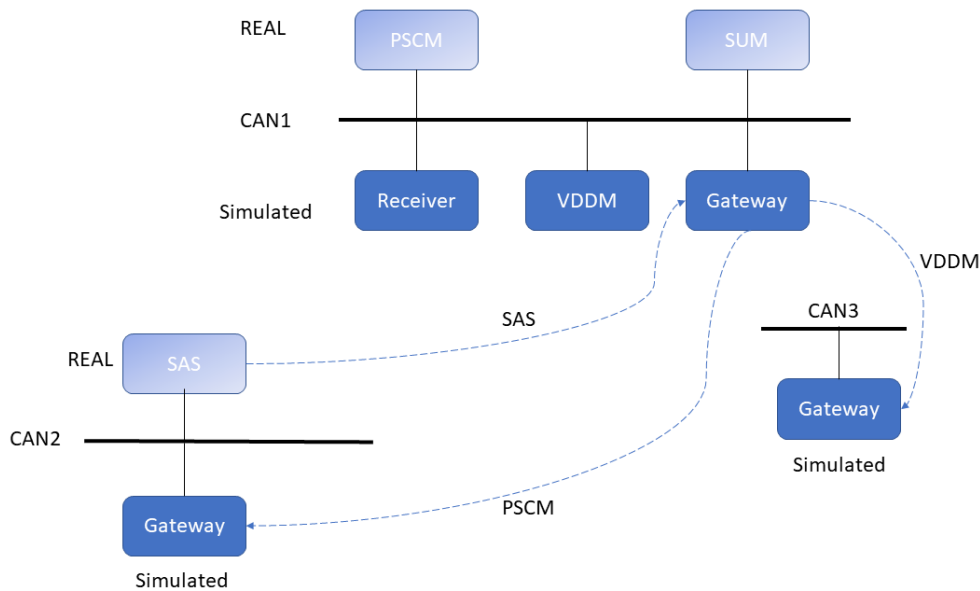 REAL
PSCM
SUM
CAN1
Simulated
Receiver
VDDM
Gateway
VDDM
SAS
CAN3
REAL
SAS
Gateway
CAN2
Simulated
PSCM
Gateway
Simulated